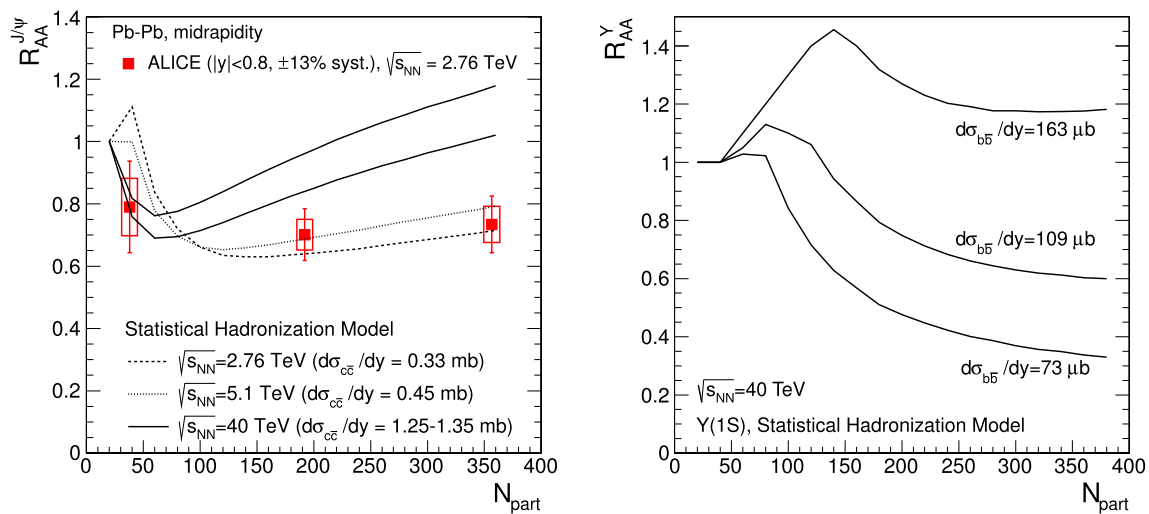 R_AA^J/ψ
1.4
1.2
1
0.8
0.6
0.4
0.2
0
Pb-Pb, midrapidity
ALICE (|y|<0.8, ±13% syst.), √s_NN = 2.76 TeV
Statistical Hadronization Model
√s_NN=2.76 TeV (dσ_cc̅ /dy = 0.33 mb)
√s_NN=5.1 TeV (dσ_cc̅ /dy = 0.45 mb)
√s_NN=40 TeV (dσ_cc̅ /dy = 1.25-1.35 mb)
0 50 100 150 200 250 300 350 400
N_part
R_AA^Y
1.4
1.2
1
0.8
0.6
0.4
0.2
0
dσ_bb̅ /dy=163 μb
dσ_bb̅ /dy=109 μb
dσ_bb̅ /dy=73 μb
√s_NN=40 TeV
Y(1S), Statistical Hadronization Model
0 50 100 150 200 250 300 350 400
N_part